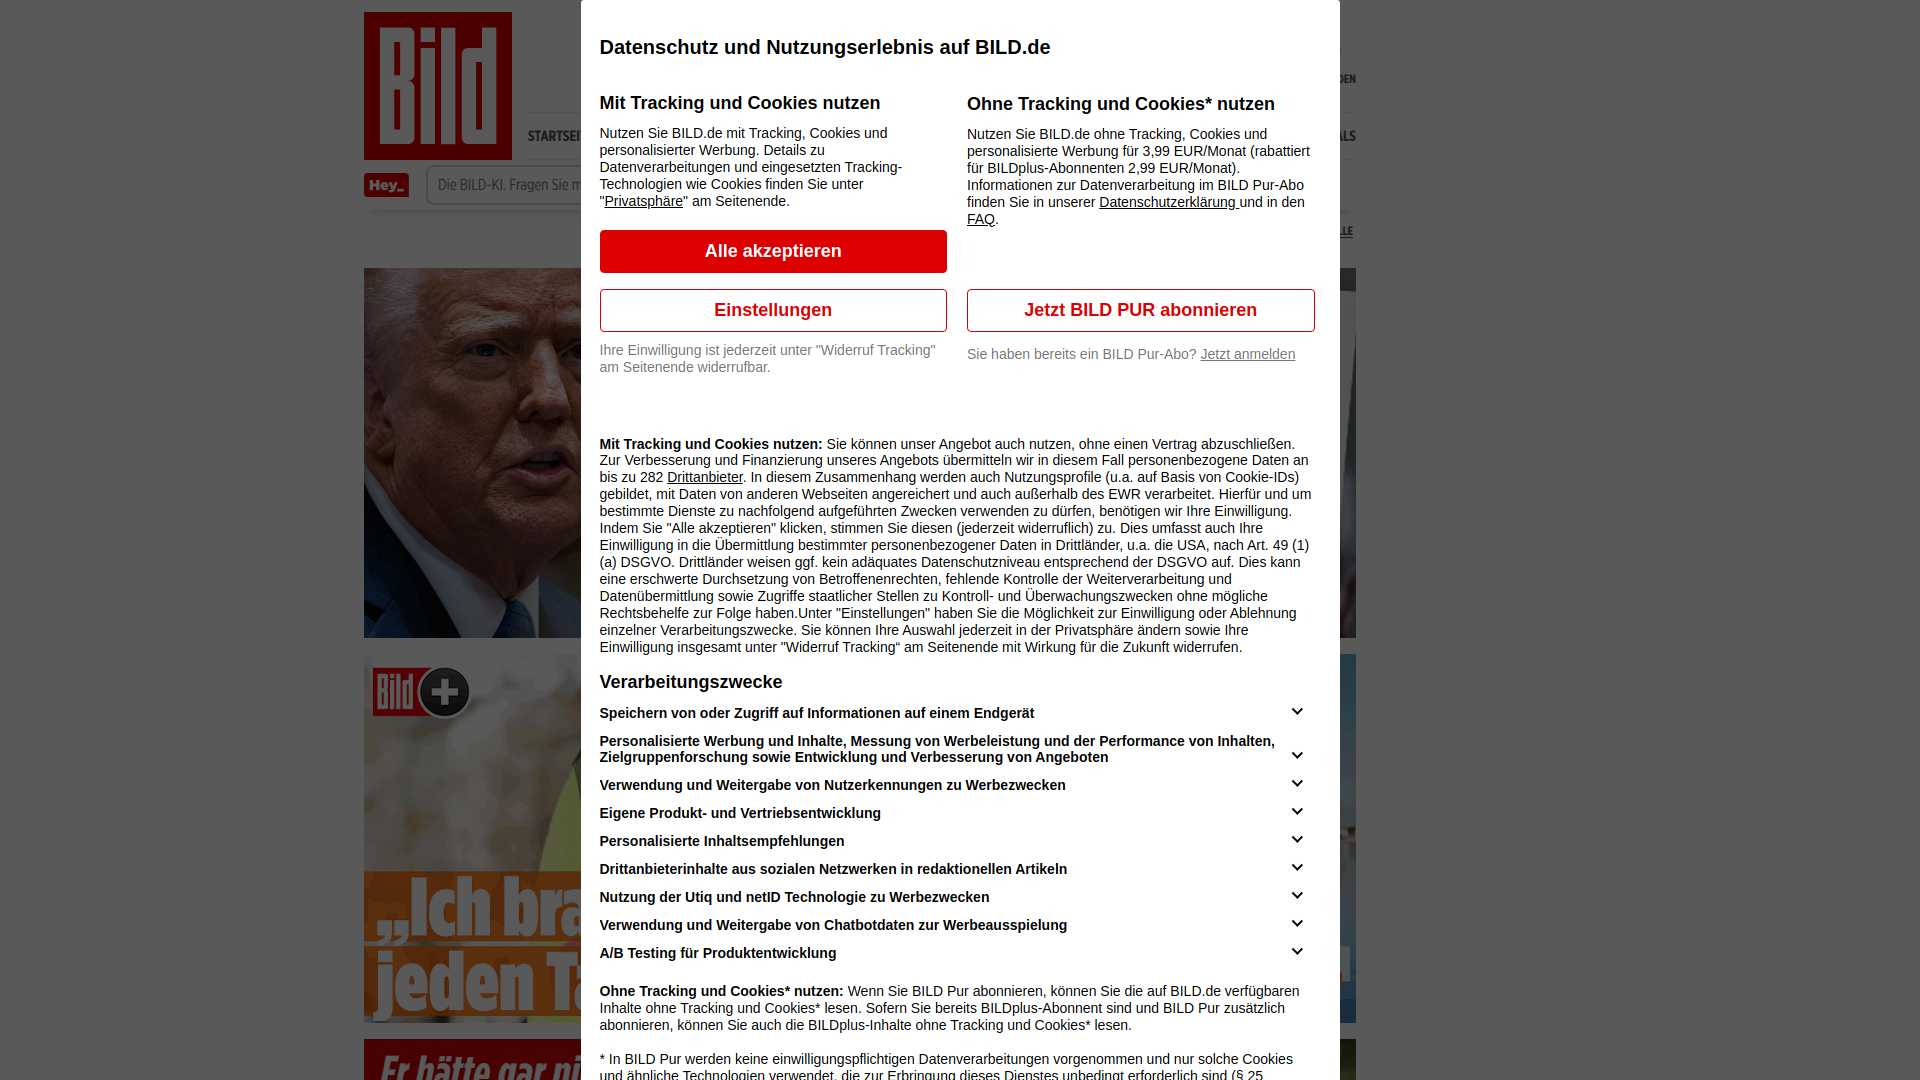 Bild
DEN
STARTSEI
ALS
Hey_
Die BILD-KI. Fragen Sie m
LLE
Bild
„Ich bra
jeden Ta
Er hätte gar ni
Datenschutz und Nutzungserlebnis auf BILD.de
Mit Tracking und Cookies nutzen
Nutzen Sie BILD.de mit Tracking, Cookies und
personalisierter Werbung. Details zu
Datenverarbeitungen und eingesetzten Tracking-
Technologien wie Cookies finden Sie unter
"Privatsphäre" am Seitenende.
Alle akzeptieren
Einstellungen
Ihre Einwilligung ist jederzeit unter "Widerruf Tracking"
am Seitenende widerrufbar.
Ohne Tracking und Cookies* nutzen
Nutzen Sie BILD.de ohne Tracking, Cookies und
personalisierte Werbung für 3,99 EUR/Monat (rabattiert
für BILDplus-Abonnenten 2,99 EUR/Monat).
Informationen zur Datenverarbeitung im BILD Pur-Abo
finden Sie in unserer Datenschutzerklärung und in den
FAQ.
Jetzt BILD PUR abonnieren
Sie haben bereits ein BILD Pur-Abo? Jetzt anmelden
Mit Tracking und Cookies nutzen: Sie können unser Angebot auch nutzen, ohne einen Vertrag abzuschließen.
Zur Verbesserung und Finanzierung unseres Angebots übermitteln wir in diesem Fall personenbezogene Daten an
bis zu 282 Drittanbieter. In diesem Zusammenhang werden auch Nutzungsprofile (u.a. auf Basis von Cookie-IDs)
gebildet, mit Daten von anderen Webseiten angereichert und auch außerhalb des EWR verarbeitet. Hierfür und um
bestimmte Dienste zu nachfolgend aufgeführten Zwecken verwenden zu dürfen, benötigen wir Ihre Einwilligung.
Indem Sie "Alle akzeptieren" klicken, stimmen Sie diesen (jederzeit widerruflich) zu. Dies umfasst auch Ihre
Einwilligung in die Übermittlung bestimmter personenbezogener Daten in Drittländer, u.a. die USA, nach Art. 49 (1)
(a) DSGVO. Drittländer weisen ggf. kein adäquates Datenschutzniveau entsprechend der DSGVO auf. Dies kann
eine erschwerte Durchsetzung von Betroffenenrechten, fehlende Kontrolle der Weiterverarbeitung und
Datenübermittlung sowie Zugriffe staatlicher Stellen zu Kontroll- und Überwachungszwecken ohne mögliche
Rechtsbehelfe zur Folge haben.Unter "Einstellungen" haben Sie die Möglichkeit zur Einwilligung oder Ablehnung
einzelner Verarbeitungszwecke. Sie können Ihre Auswahl jederzeit in der Privatsphäre ändern sowie Ihre
Einwilligung insgesamt unter "Widerruf Tracking“ am Seitenende mit Wirkung für die Zukunft widerrufen.
Verarbeitungszwecke
Speichern von oder Zugriff auf Informationen auf einem Endgerät
Personalisierte Werbung und Inhalte, Messung von Werbeleistung und der Performance von Inhalten,
Zielgruppenforschung sowie Entwicklung und Verbesserung von Angeboten
Verwendung und Weitergabe von Nutzerkennungen zu Werbezwecken
Eigene Produkt- und Vertriebsentwicklung
Personalisierte Inhaltsempfehlungen
Drittanbieterinhalte aus sozialen Netzwerken in redaktionellen Artikeln
Nutzung der Utiq und netID Technologie zu Werbezwecken
Verwendung und Weitergabe von Chatbotdaten zur Werbeausspielung
A/B Testing für Produktentwicklung
Ohne Tracking und Cookies* nutzen: Wenn Sie BILD Pur abonnieren, können Sie die auf BILD.de verfügbaren
Inhalte ohne Tracking und Cookies* lesen. Sofern Sie bereits BILDplus-Abonnent sind und BILD Pur zusätzlich
abonnieren, können Sie auch die BILDplus-Inhalte ohne Tracking und Cookies* lesen.
* In BILD Pur werden keine einwilligungspflichtigen Datenverarbeitungen vorgenommen und nur solche Cookies
und ähnliche Technologien verwendet, die zur Erbringung dieses Dienstes unbedingt erforderlich sind (§ 25